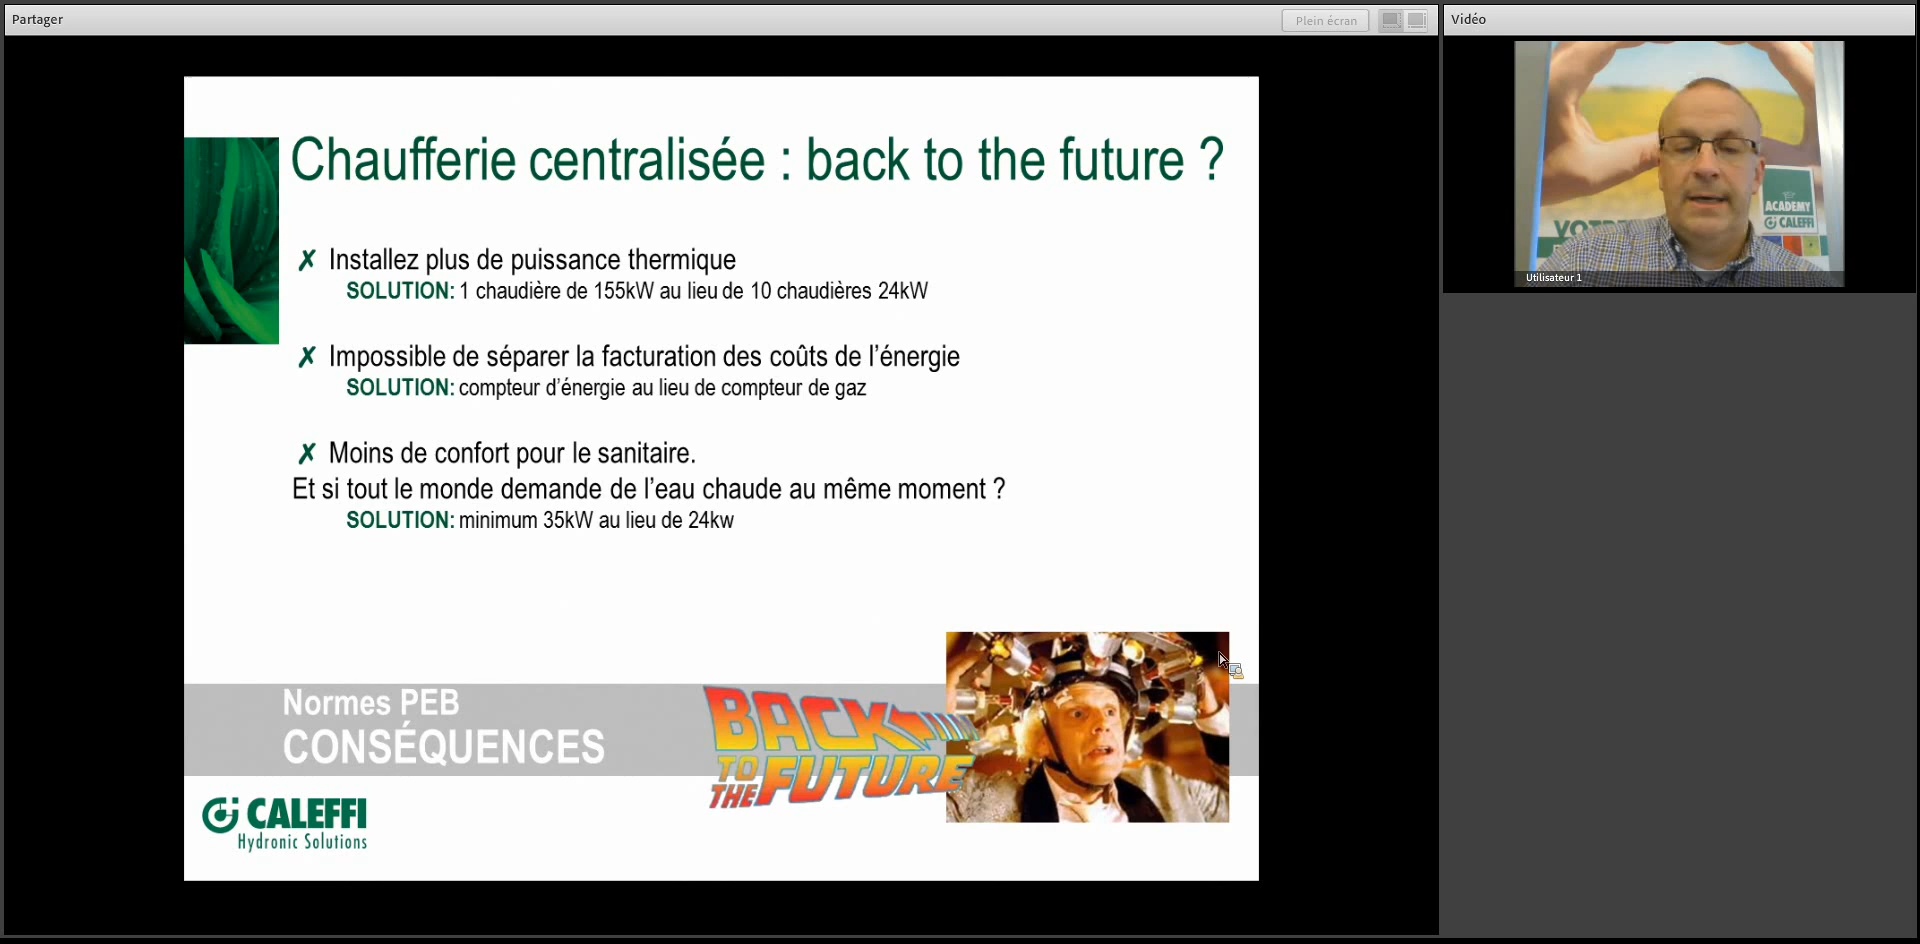 Partager
Plein écran
Vidéo
Chaufferie centralisée : back to the future ?
✗ Installez plus de puissance thermique
SOLUTION: 1 chaudière de 155kW au lieu de 10 chaudières 24kW
✗ Impossible de séparer la facturation des coûts de l'énergie
SOLUTION: compteur d'énergie au lieu de compteur de gaz
✗ Moins de confort pour le sanitaire.
Et si tout le monde demande de l'eau chaude au même moment ?
SOLUTION: minimum 35kW au lieu de 24kw
Normes PEB
CONSÉQUENCES
BACK
TO
THE FUTURE
CALEFFI
Hydronic Solutions
VOTRE
ACADEMY
CALEFFI
Utilisateur 1